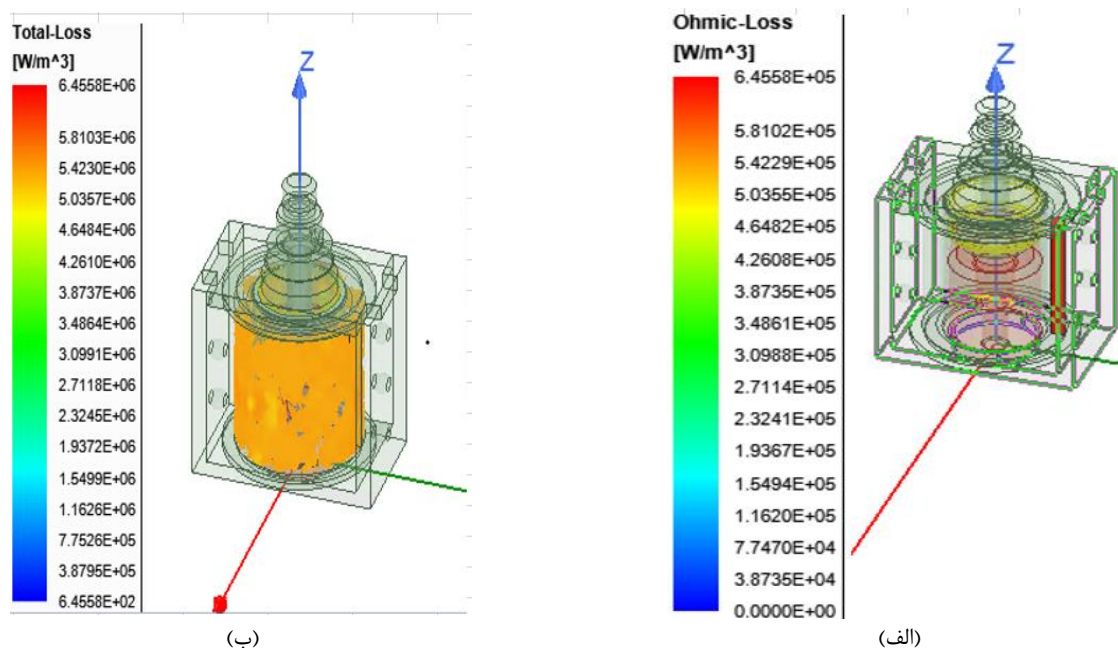 Total-Loss
[W/m^3]
6.4558E+06
5.8103E+06
5.4230E+06
5.0357E+06
4.6484E+06
4.2610E+06
3.8737E+06
3.4864E+06
3.0991E+06
2.7118E+06
2.3245E+06
1.9372E+06
1.5499E+06
1.1626E+06
7.7526E+05
3.8795E+05
6.4558E+02
Z
(ب)
Ohmic-Loss
[W/m^3]
6.4558E+05
5.8102E+05
5.4229E+05
5.0355E+05
4.6482E+05
4.2608E+05
3.8735E+05
3.4861E+05
3.0988E+05
2.7114E+05
2.3241E+05
1.9367E+05
1.5494E+05
1.1620E+05
7.7470E+04
3.8735E+04
0.0000E+00
Z
(الف)